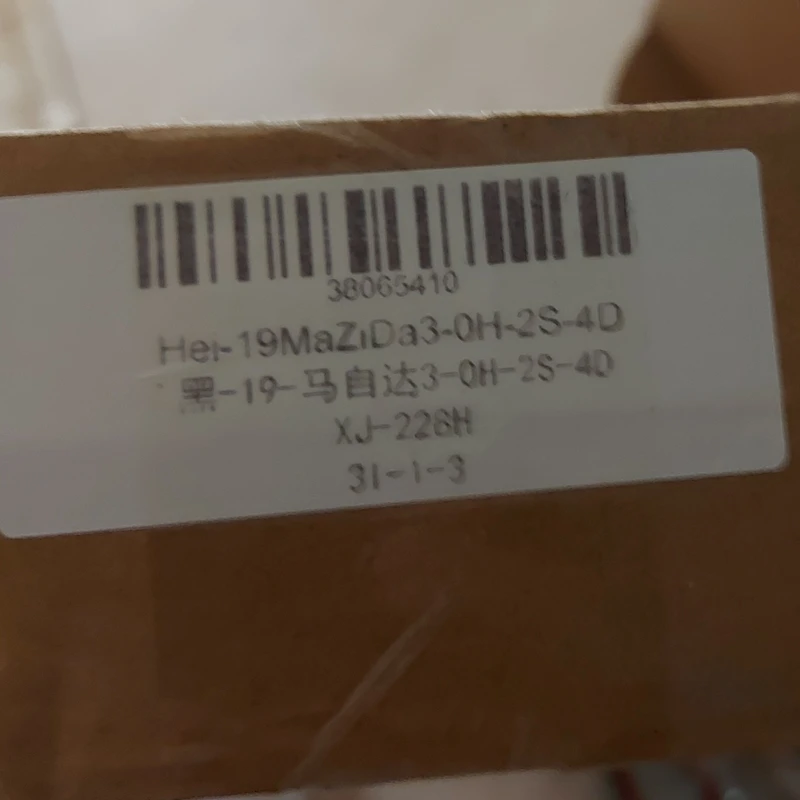 38065410
Hei-19MaZiDa3-0H-2S-4D
黑-19-马自达3-0H-2S-4D
XJ-226H
31-1-3